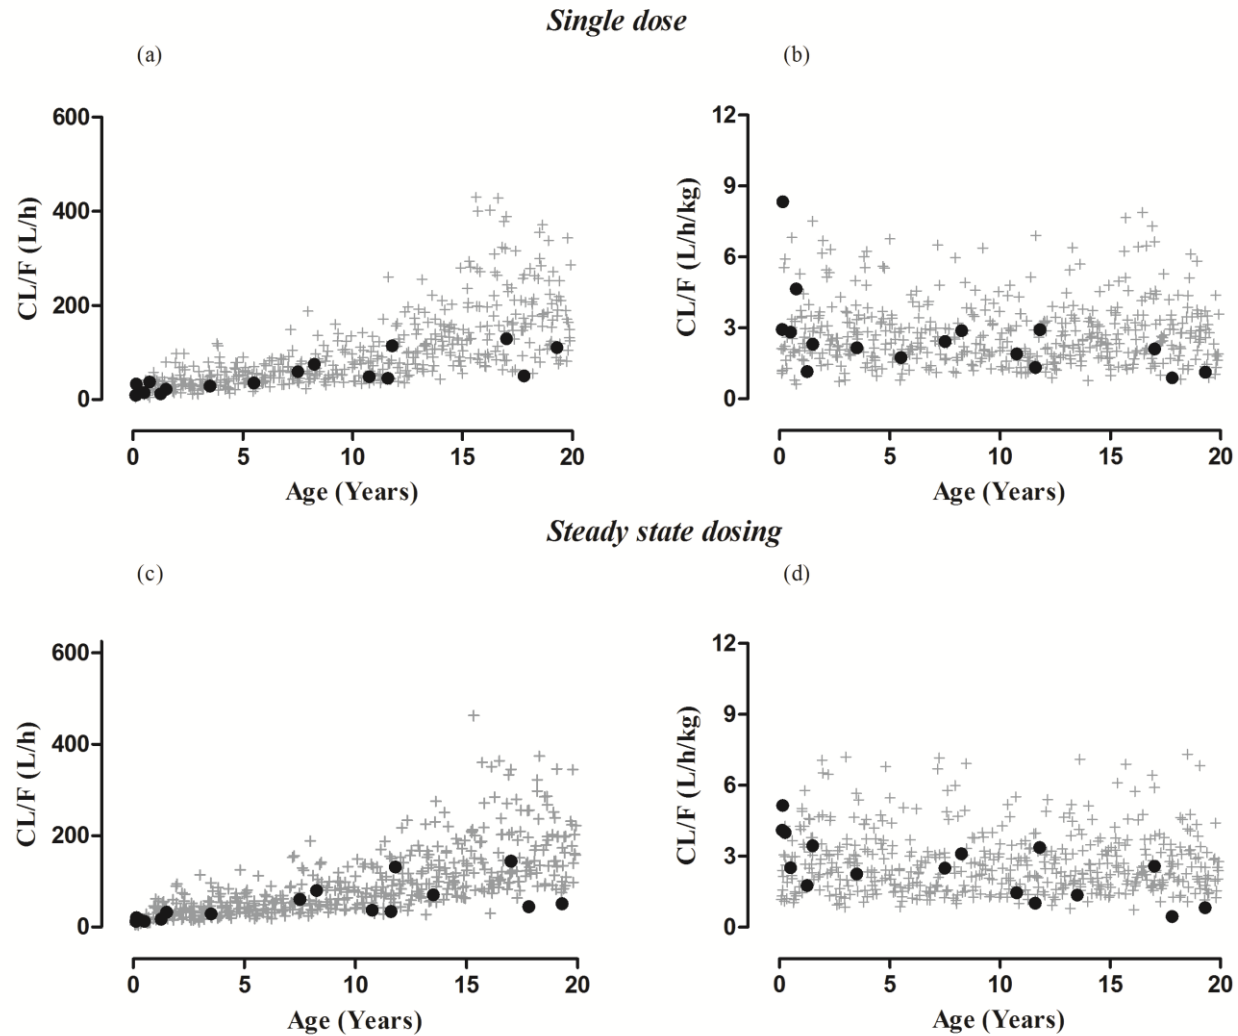 Single dose
(a)
(b)
CL/F (L/h)
600
400
200
0
0 5 10 15 20
Age (Years)
CL/F (L/h/kg)
12
9
6
3
0
0 5 10 15 20
Age (Years)
Steady state dosing
(c)
(d)
CL/F (L/h)
600
400
200
0
0 5 10 15 20
Age (Years)
CL/F (L/h/kg)
12
9
6
3
0
0 5 10 15 20
Age (Years)